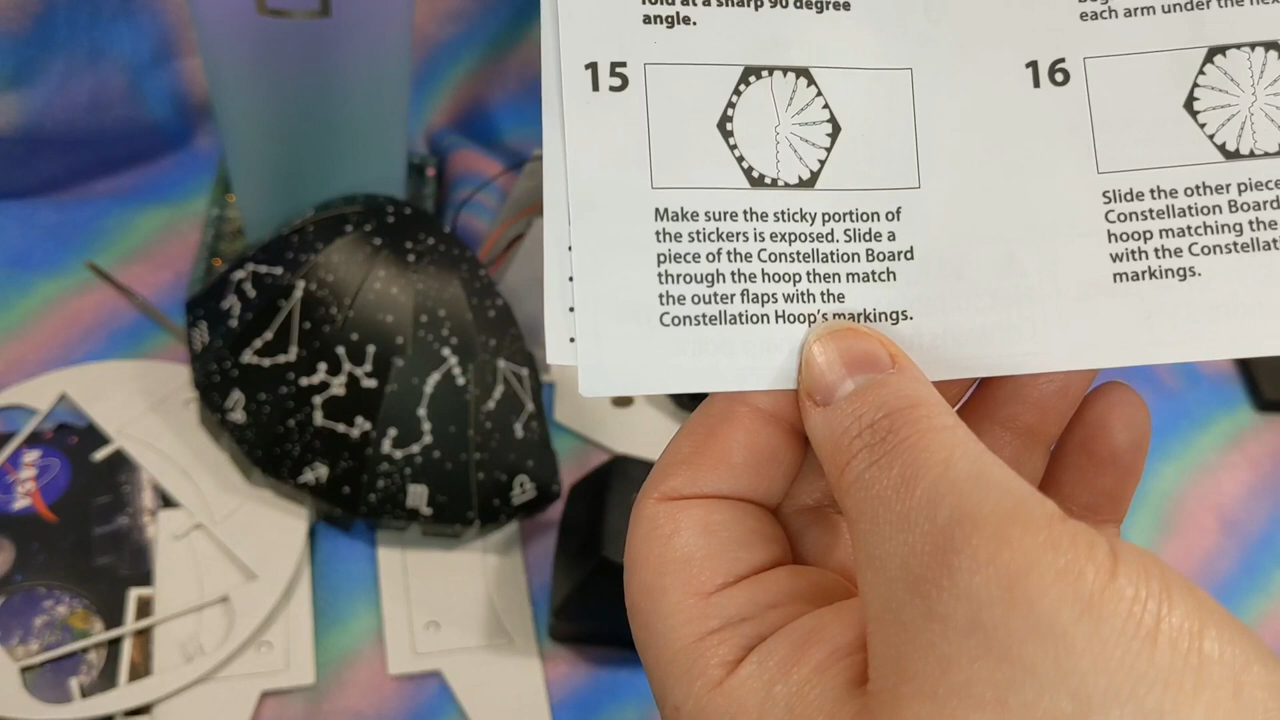 fold at a sharp 90 degree
angle.
15
Make sure the sticky portion of
the stickers is exposed. Slide a
piece of the Constellation Board
through the hoop then match
the outer flaps with the
Constellation Hoop's markings.
each arm under the
16
Slide the other piece
Constellation Board
hoop matching the
with the
markings.
NASA